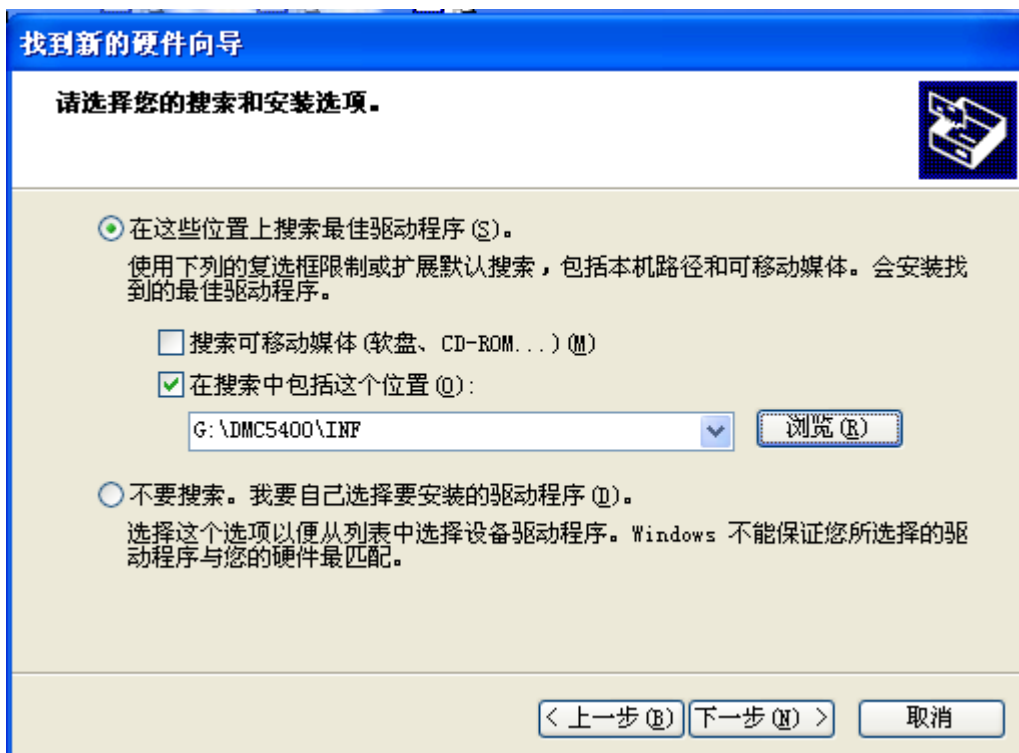 找到新的硬件向导
请选择您的搜索和安装选项。
在这些位置上搜索最佳驱动程序(S)。
使用下列的复选框限制或扩展默认搜索，包括本机路径和可移动媒体。会安装找
到的最佳驱动程序。
搜索可移动媒体(软盘、CD-ROM...)(M)
在搜索中包括这个位置(O):
G:\DMC5400\INF
浏览(R)
不要搜索。我要自己选择要安装的驱动程序(D)。
选择这个选项以便从列表中选择设备驱动程序。Windows 不能保证您所选择的驱
动程序与您的硬件最匹配。
< 上一步(B) 下一步(N) > 取消